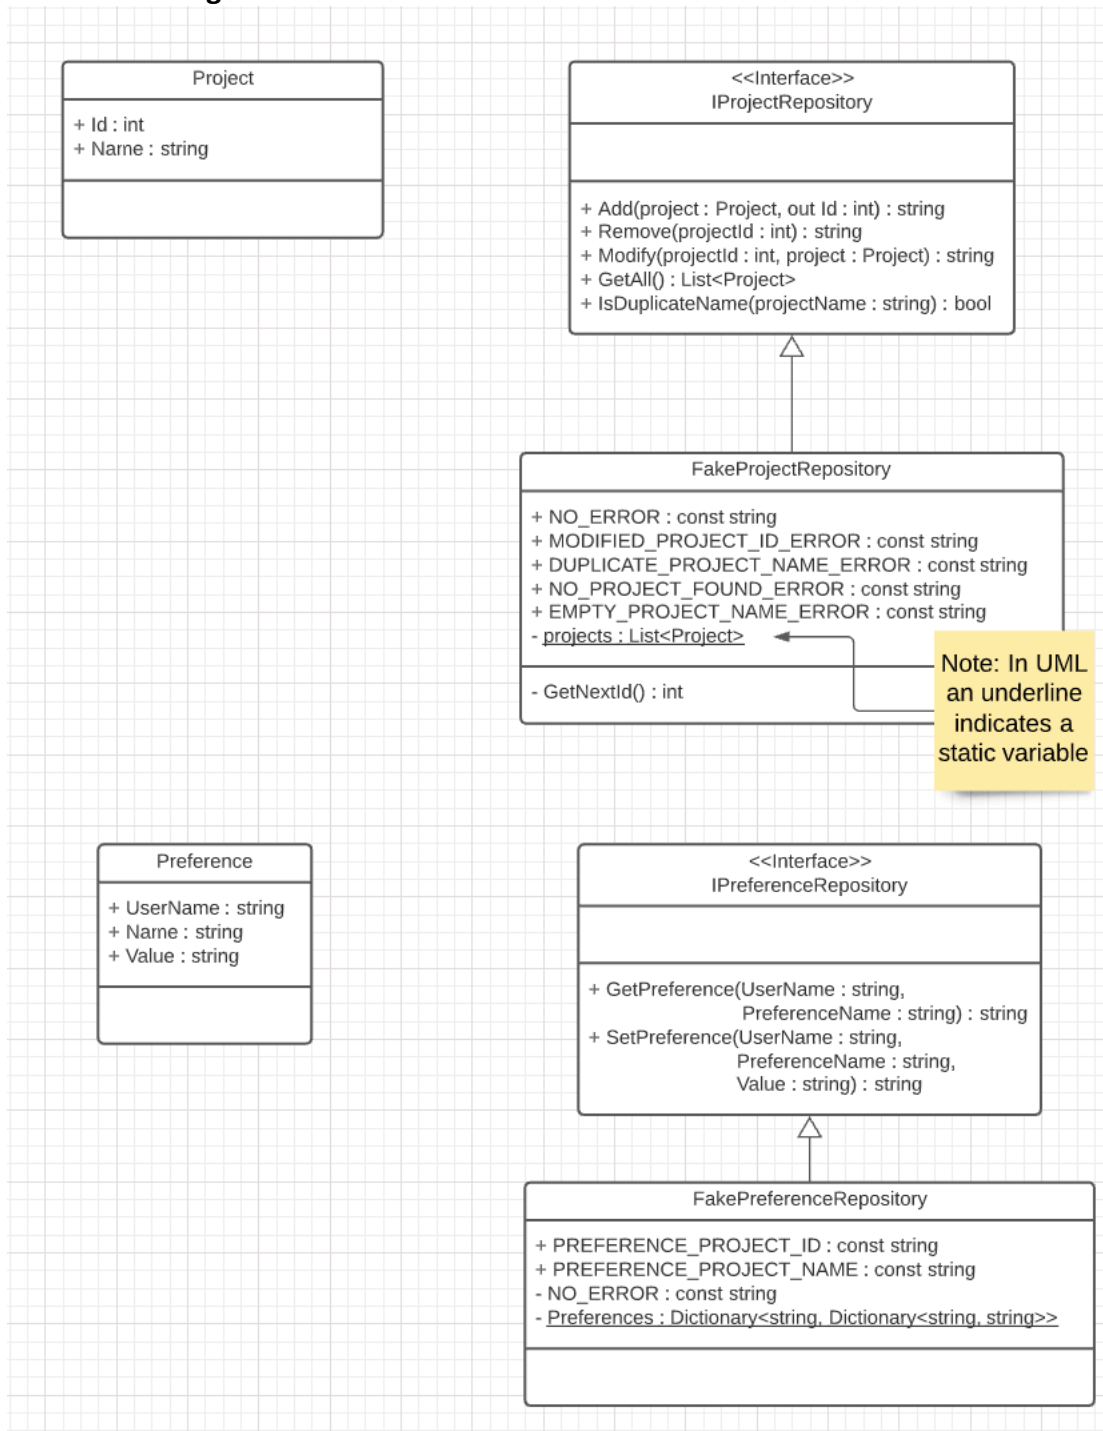 Project
+ Id : int
+ Name : string
<<Interface>>
IProjectRepository
+ Add(project : Project, out Id : int) : string
+ Remove(projectId : int) : string
+ Modify(projectId : int, project : Project) : string
+ GetAll() : List<Project>
+ IsDuplicateName(projectName : string) : bool
FakeProjectRepository
+ NO_ERROR : const string
+ MODIFIED_PROJECT_ID_ERROR : const string
+ DUPLICATE_PROJECT_NAME_ERROR : const string
+ NO_PROJECT_FOUND_ERROR : const string
+ EMPTY_PROJECT_NAME_ERROR : const string
- projects : List<Project>
- GetNextId() : int
Note: In UML
an underline
indicates a
static variable
Preference
+ UserName : string
+ Name : string
+ Value : string
<<Interface>>
IPreferenceRepository
+ GetPreference(UserName : string,
PreferenceName : string) : string
+ SetPreference(UserName : string,
PreferenceName : string,
Value : string) : string
FakePreferenceRepository
+ PREFERENCE_PROJECT_ID : const string
+ PREFERENCE_PROJECT_NAME : const string
- NO_ERROR : const string
- Preferences : Dictionary<string, Dictionary<string, string>>